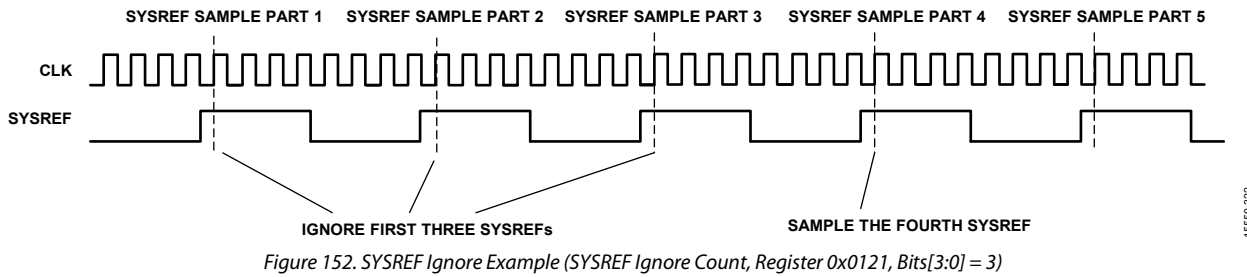 SYSREF SAMPLE PART 1 SYSREF SAMPLE PART 2 SYSREF SAMPLE PART 3 SYSREF SAMPLE PART 4 SYSREF SAMPLE PART 5
CLK
SYSREF
IGNORE FIRST THREE SYSREFs SAMPLE THE FOURTH SYSREF
Figure 152. SYSREF Ignore Example (SYSREF Ignore Count, Register 0x0121, Bits[3:0] = 3)